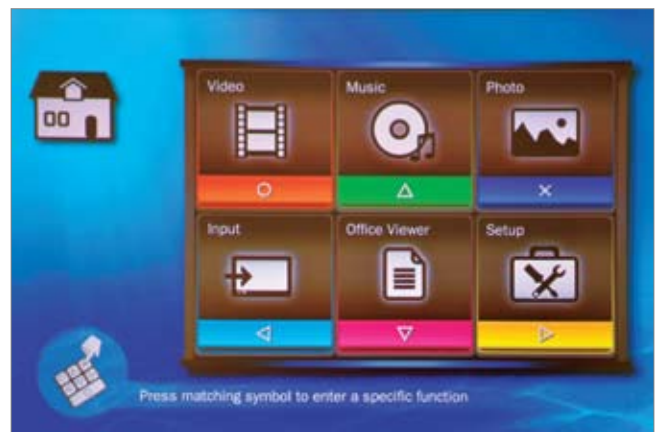 Video Music Photo
Input Office Viewer Setup
Press matching symbol to enter a specific function